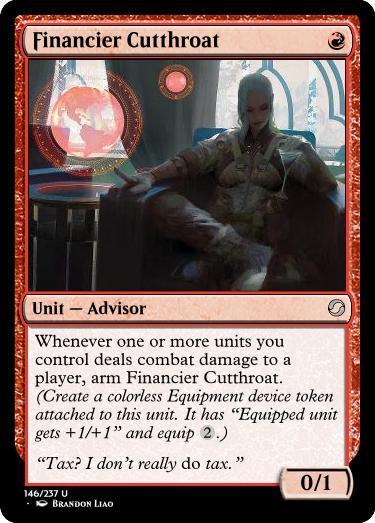 Financier Cutthroat
Unit — Advisor
Whenever one or more units you
control deals combat damage to a
player, arm Financier Cutthroat.
(Create a colorless Equipment device token
attached to this unit. It has “Equipped unit
gets +1/+1” and equip 2.)
“Tax? I don’t really do tax.”
0/1
146/237 U
· Brandon Liao